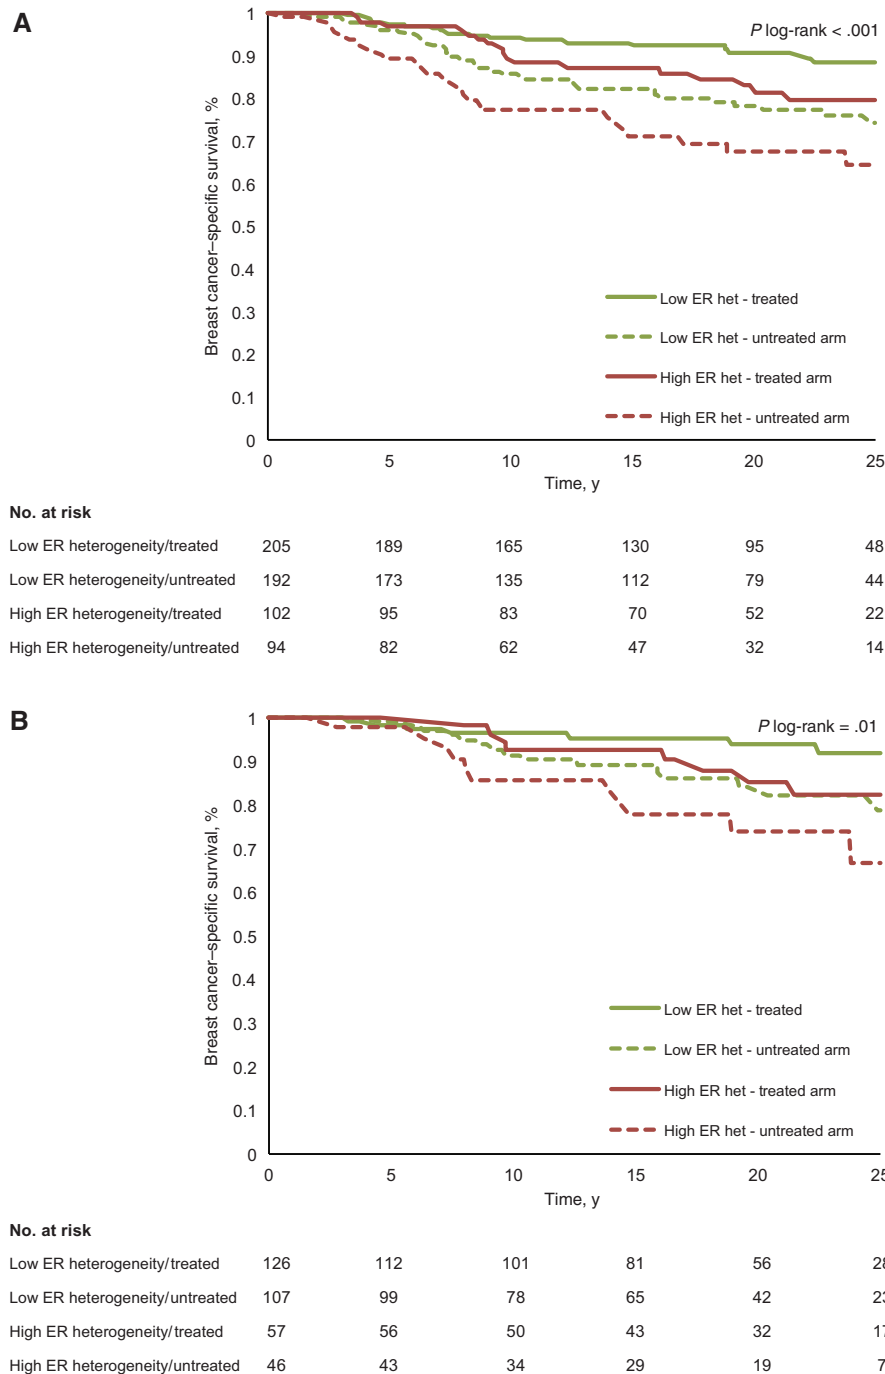 A
P log-rank < .001
Breast cancer–specific survival, %
1
0.9
0.8
0.7
0.6
0.5
0.4
0.3
0.2
0.1
0
Low ER het - treated
Low ER het - untreated arm
High ER het - treated arm
High ER het - untreated arm
0 5 10 15 20 25
Time, y
No. at risk
Low ER heterogeneity/treated 205 189 165 130 95 48
Low ER heterogeneity/untreated 192 173 135 112 79 44
High ER heterogeneity/treated 102 95 83 70 52 22
High ER heterogeneity/untreated 94 82 62 47 32 14
B
P log-rank = .01
Breast cancer–specific survival, %
1
0.9
0.8
0.7
0.6
0.5
0.4
0.3
0.2
0.1
0
Low ER het - treated
Low ER het - untreated arm
High ER het - treated arm
High ER het - untreated arm
0 5 10 15 20 25
Time, y
No. at risk
Low ER heterogeneity/treated 126 112 101 81 56 28
Low ER heterogeneity/untreated 107 99 78 65 42 23
High ER heterogeneity/treated 57 56 50 43 32 17
High ER heterogeneity/untreated 46 43 34 29 19 7